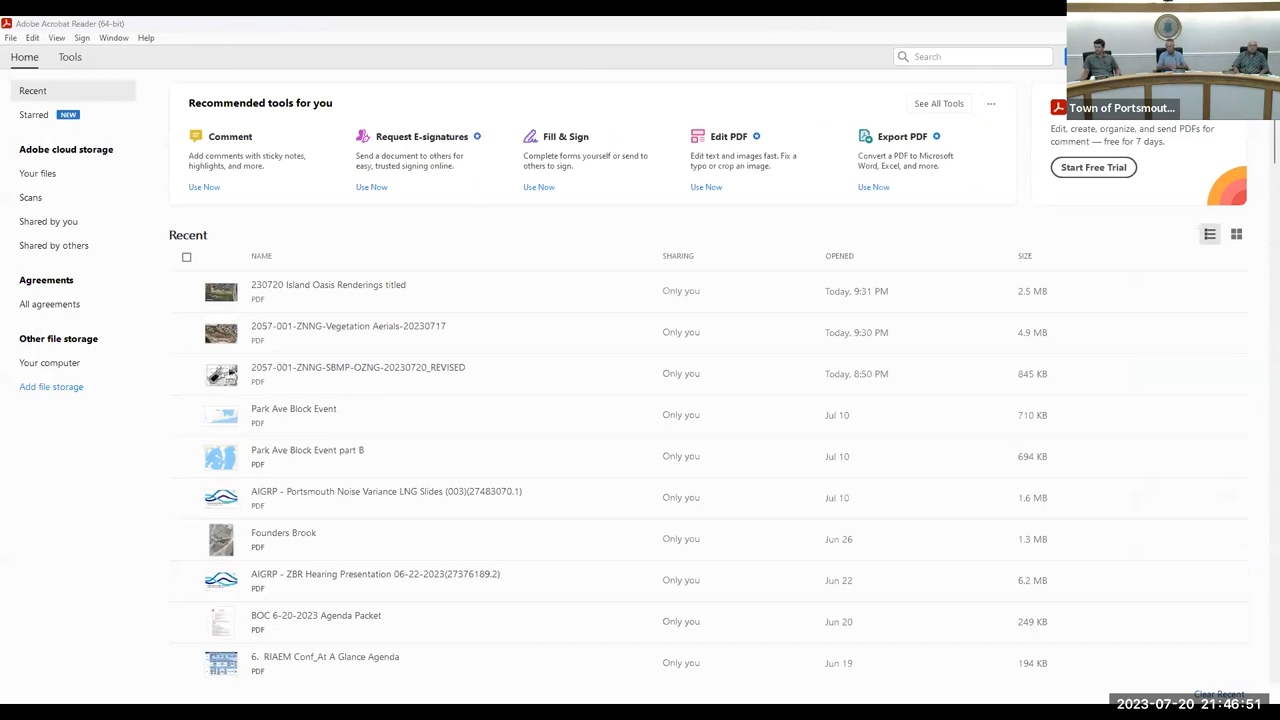 Adobe Acrobat Reader (64-bit)
File Edit View Sign Window Help
Home Tools
Search
Recent
Starred NEW
Adobe cloud storage
Your files
Scans
Shared by you
Shared by others
Agreements
All agreements
Other file storage
Your computer
Add file storage
Recommended tools for you
See All Tools
Comment
Add comments with sticky notes,
highlights, and more.
Use Now
Request E-signatures
Send a document to others for
easy, trusted signing online.
Use Now
Fill & Sign
Complete forms yourself or send to
others to sign.
Use Now
Edit PDF
Edit text and images fast. Fix a
typo or crop an image.
Use Now
Export PDF
Convert a PDF to Microsoft
Word, Excel, and more.
Use Now
Town of Portsmout...
Edit, create, organize, and send PDFs for
comment — free for 7 days.
Start Free Trial
Recent
NAME SHARING OPENED SIZE
230720 Island Oasis Renderings titled
PDF
Only you Today, 9:31 PM 2.5 MB
2057-001-ZNNG-Vegetation Aerials-20230717
PDF
Only you Today, 9:30 PM 4.9 MB
2057-001-ZNNG-SBMP-OZNG-20230720_REVISED
PDF
Only you Today, 8:50 PM 845 KB
Park Ave Block Event
PDF
Only you Jul 10 710 KB
Park Ave Block Event part B
PDF
Only you Jul 10 694 KB
AIGRP - Portsmouth Noise Variance LNG Slides (003)(27483070.1)
PDF
Only you Jul 10 1.6 MB
Founders Brook
PDF
Only you Jun 26 1.3 MB
AIGRP - ZBR Hearing Presentation 06-22-2023(27376189.2)
PDF
Only you Jun 22 6.2 MB
BOC 6-20-2023 Agenda Packet
PDF
Only you Jun 20 249 KB
6. RIAEM Conf_At A Glance Agenda
PDF
Only you Jun 19 194 KB
Clear Recent
2023-07-20 21:46:51